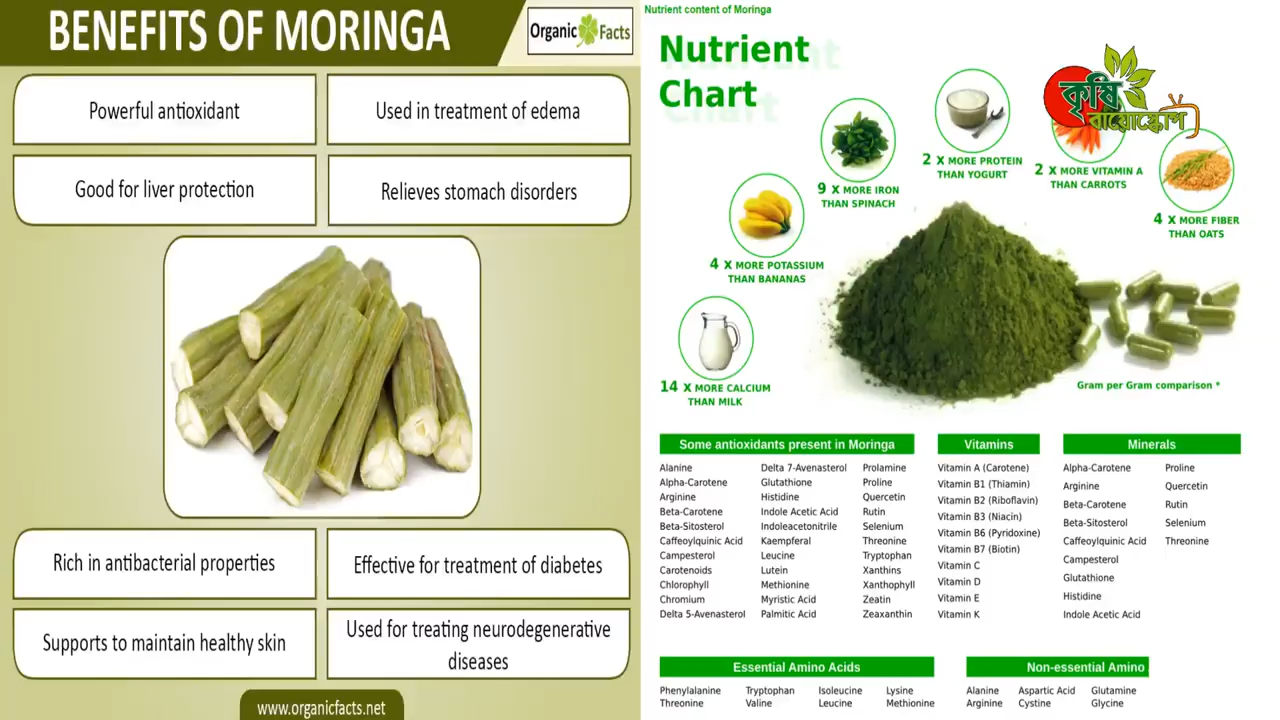 BENEFITS OF MORINGA
Organic Facts
Powerful antioxidant
Used in treatment of edema
Good for liver protection
Relieves stomach disorders
Rich in antibacterial properties
Effective for treatment of diabetes
Supports to maintain healthy skin
Used for treating neurodegenerative
diseases
www.organicfacts.net
Nutrient content of Moringa
Nutrient
Chart
কৃষি
বায়োস্কোপ
2 x MORE PROTEIN
THAN YOGURT
2 x MORE VITAMIN A
THAN CARROTS
9 x MORE IRON
THAN SPINACH
4 x MORE FIBER
THAN OATS
4 x MORE POTASSIUM
THAN BANANAS
14 x MORE CALCIUM
THAN MILK
Gram per Gram comparison *
Some antioxidants present in Moringa
Alanine
Alpha-Carotene
Arginine
Beta-Carotene
Beta-Sitosterol
Caffeoylquinic Acid
Campesterol
Carotenoids
Chlorophyll
Chromium
Delta 5-Avenasterol
Delta 7-Avenasterol
Glutathione
Histidine
Indole Acetic Acid
Indoleacetonitrile
Kaempferal
Leucine
Lutein
Methionine
Myristic Acid
Palmitic Acid
Prolamine
Proline
Quercetin
Rutin
Selenium
Threonine
Tryptophan
Xanthins
Xanthophyll
Zeatin
Zeaxanthin
Vitamins
Vitamin A (Carotene)
Vitamin B1 (Thiamin)
Vitamin B2 (Riboflavin)
Vitamin B3 (Niacin)
Vitamin B6 (Pyridoxine)
Vitamin B7 (Biotin)
Vitamin C
Vitamin D
Vitamin E
Vitamin K
Minerals
Alpha-Carotene
Arginine
Beta-Carotene
Beta-Sitosterol
Caffeoylquinic Acid
Campesterol
Glutathione
Histidine
Indole Acetic Acid
Proline
Quercetin
Rutin
Selenium
Threonine
Essential Amino Acids
Phenylalanine Tryptophan Isoleucine Lysine
Threonine Valine Leucine Methionine
Non-essential Amino
Alanine Aspartic Acid Glutamine
Arginine Cystine Glycine